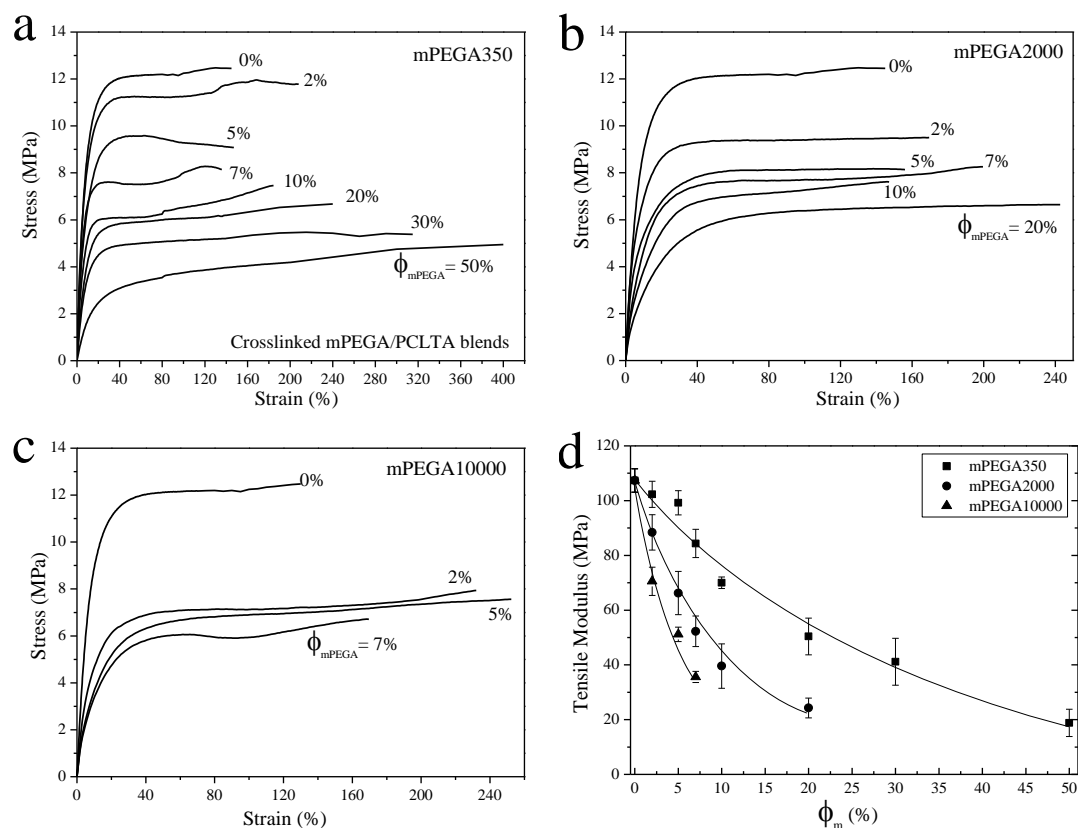 a
mPEGA350
14
12
10
8
6
4
2
0
Stress (MPa)
0%
2%
5%
7%
10%
20%
30%
ϕmPEGA = 50%
Crosslinked mPEGA/PCLTA blends
0 40 80 120 160 200 240 280 320 360 400
Strain (%)
b
mPEGA2000
14
12
10
8
6
4
2
0
Stress (MPa)
0%
2%
5%
7%
10%
ϕmPEGA = 20%
0 40 80 120 160 200 240
Strain (%)
c
mPEGA10000
14
12
10
8
6
4
2
0
Stress (MPa)
0%
2%
5%
ϕmPEGA = 7%
0 40 80 120 160 200 240
Strain (%)
d
120
100
80
60
40
20
0
Tensile Modulus (MPa)
mPEGA350
mPEGA2000
mPEGA10000
0 5 10 15 20 25 30 35 40 45 50
ϕm (%)